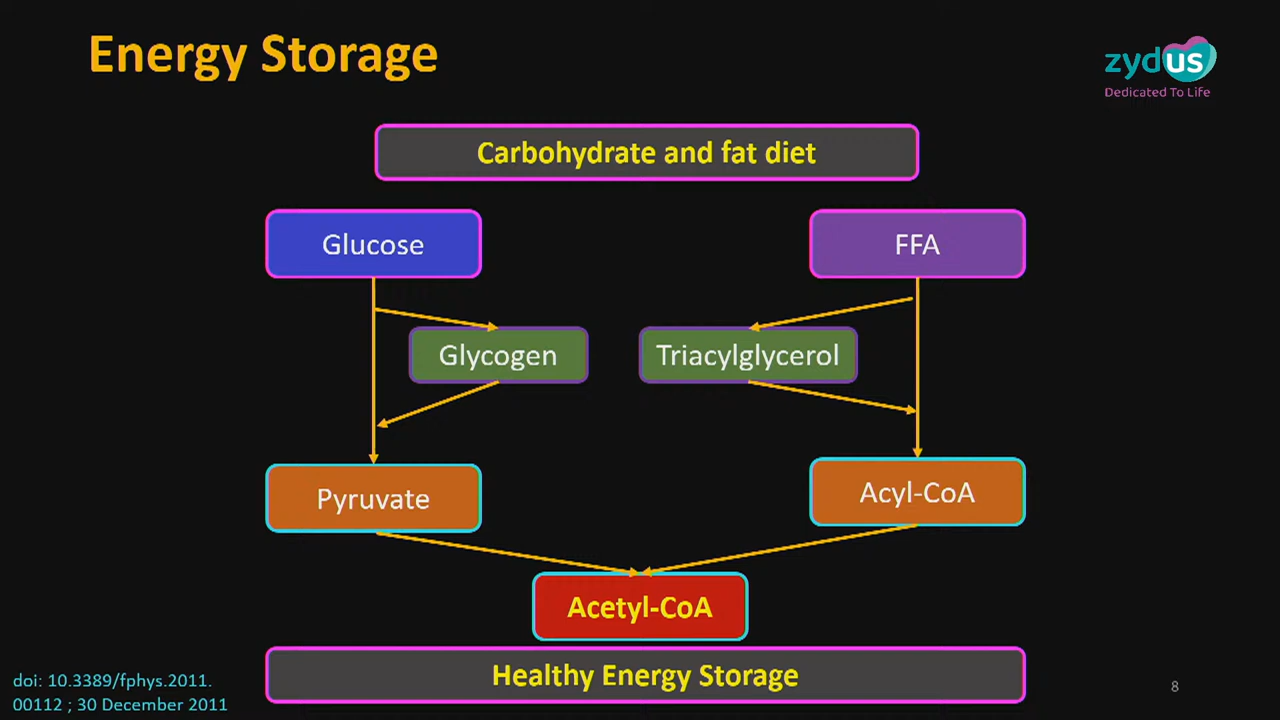 Energy Storage
zydus
Dedicated To Life
Carbohydrate and fat diet
Glucose
FFA
Glycogen
Triacylglycerol
Pyruvate
Acyl-CoA
Acetyl-CoA
Healthy Energy Storage
doi: 10.3389/fphys.2011.
00112 ; 30 December 2011
8